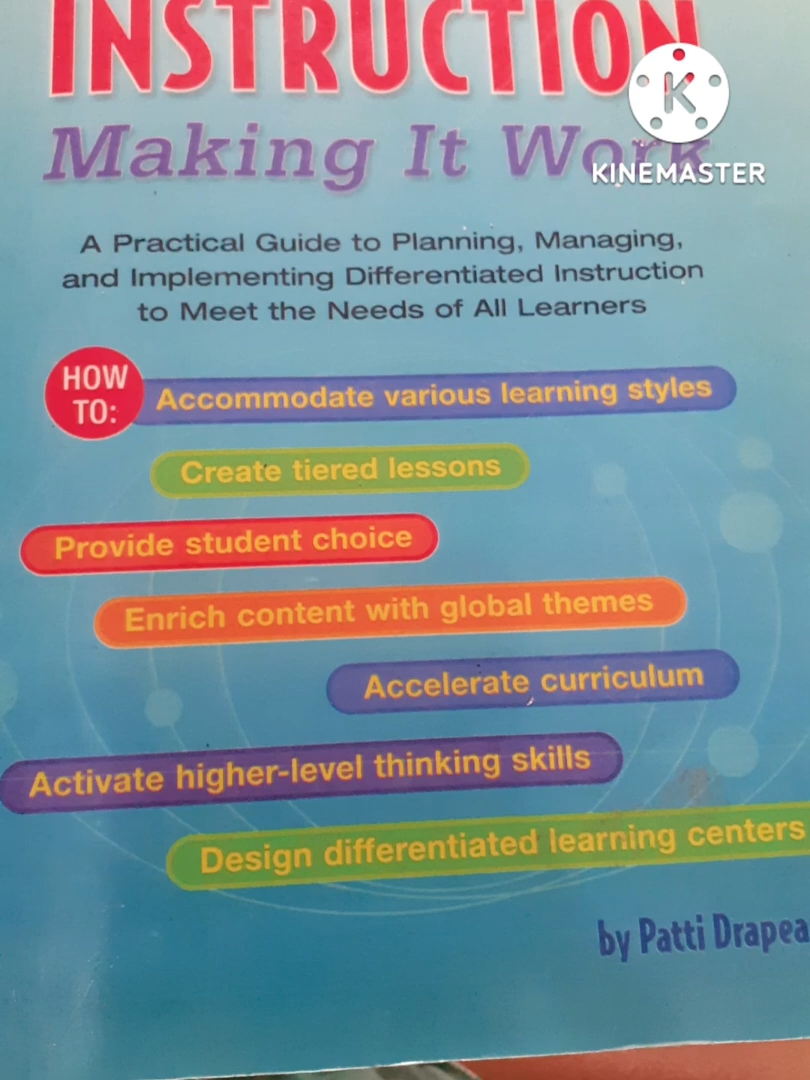 INSTRUCTION
Making It Work
KINEMASTER
A Practical Guide to Planning, Managing,
and Implementing Differentiated Instruction
to Meet the Needs of All Learners
HOW
TO:
Accommodate various learning styles
Create tiered lessons
Provide student choice
Enrich content with global themes
Accelerate curriculum
Activate higher-level thinking skills
Design differentiated learning centers
by Patti Drapea